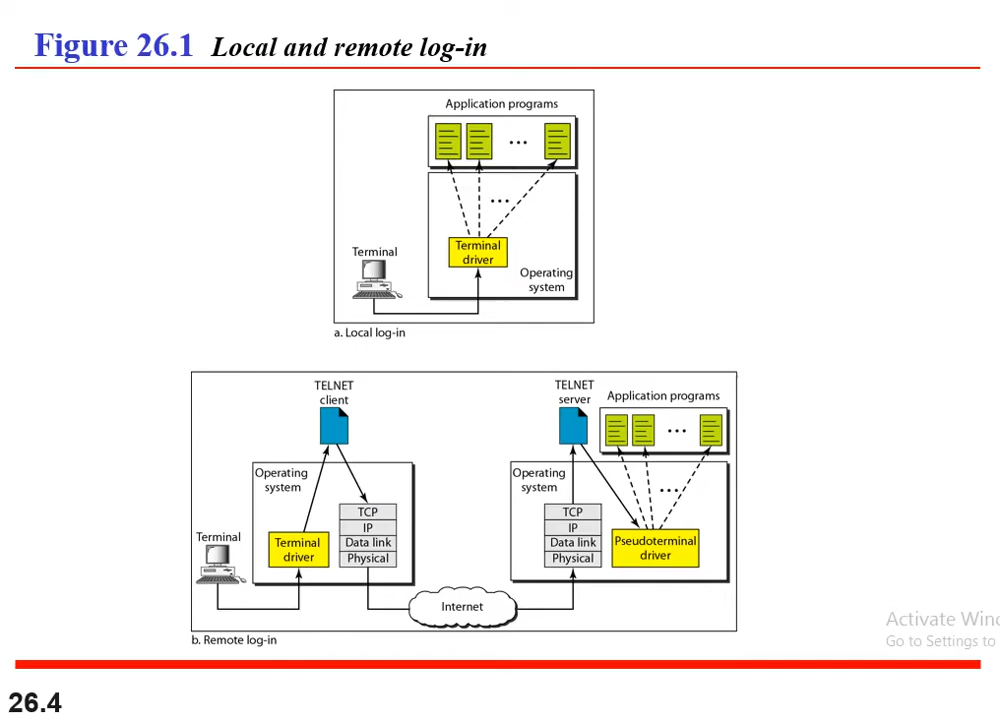 Figure 26.1 Local and remote log-in
Application programs
...
...
Terminal
Terminal
driver
Operating
system
a. Local log-in
TELNET
client
TELNET
server
Application programs
...
Operating
system
Operating
system
...
TCP
IP
Data link
Physical
TCP
IP
Data link
Physical
Terminal
Terminal
driver
Pseudoterminal
driver
Internet
b. Remote log-in
Activate Wind
Go to Settings to
26.4